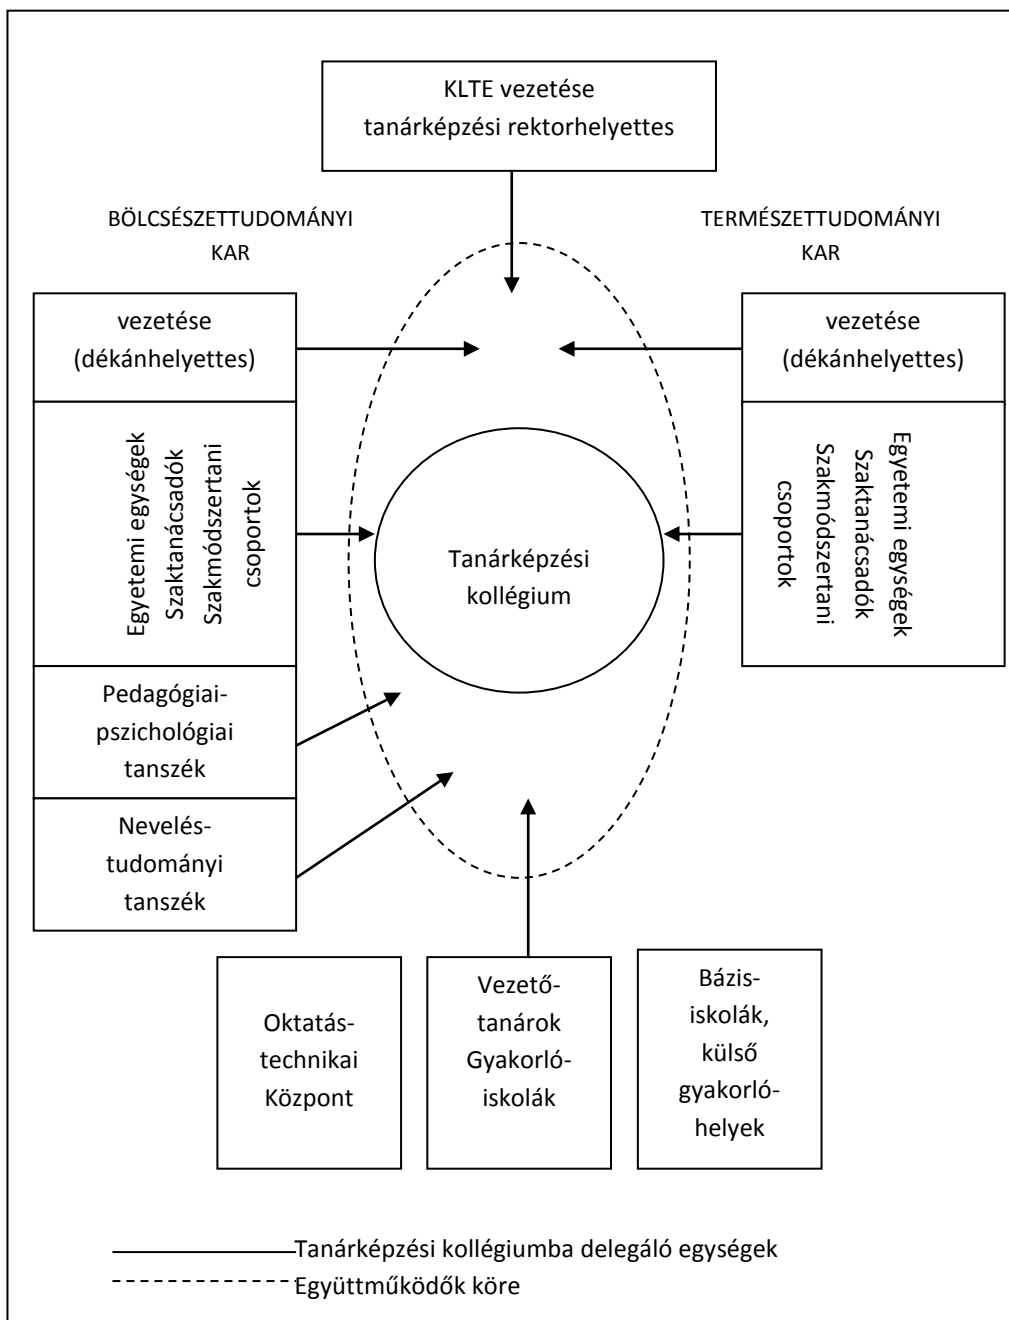 KLTE vezetése
tanárképzési rektorhelyettes
BÖLCSÉSZETTUDOMÁNYI
KAR
TERMÉSZETTUDOMÁNYI
KAR
vezetése
(dékánhelyettes)
vezetése
(dékánhelyettes)
Egyetemi egységek
Szaktanácsadók
Szakmódszertani
csoportok
Tanárképzési
kollégium
Egyetemi egységek
Szaktanácsadók
Szakmódszertani
csoportok
Pedagógiai-
pszichológiai
tanszék
Nevelés-
tudományi
tanszék
Oktatás-
technikai
Központ
Vezető-
tanárok
Gyakorló-
iskolák
Bázis-
iskolák,
külső
gyakorló-
helyek
Tanárképzési kollégiumba delegáló egységek
Együttműködők köre